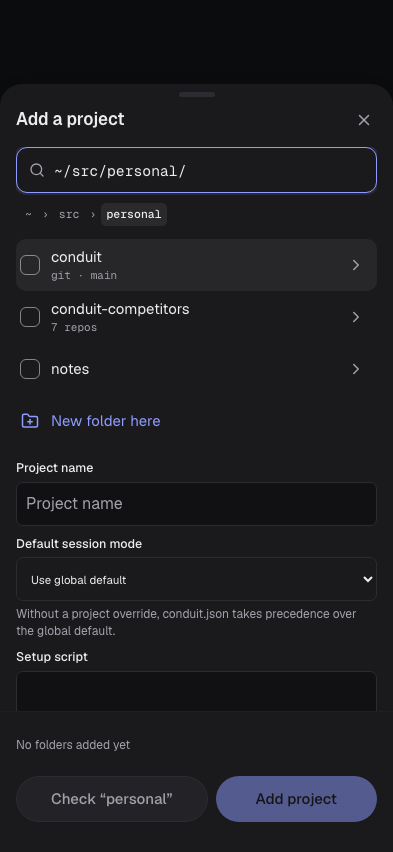 Add a project
~/src/personal/
~ › src › personal
conduit
git · main
conduit-competitors
7 repos
notes
New folder here
Project name
Project name
Default session mode
Use global default
Without a project override, conduit.json takes precedence over
the global default.
Setup script
No folders added yet
Check “personal” Add project